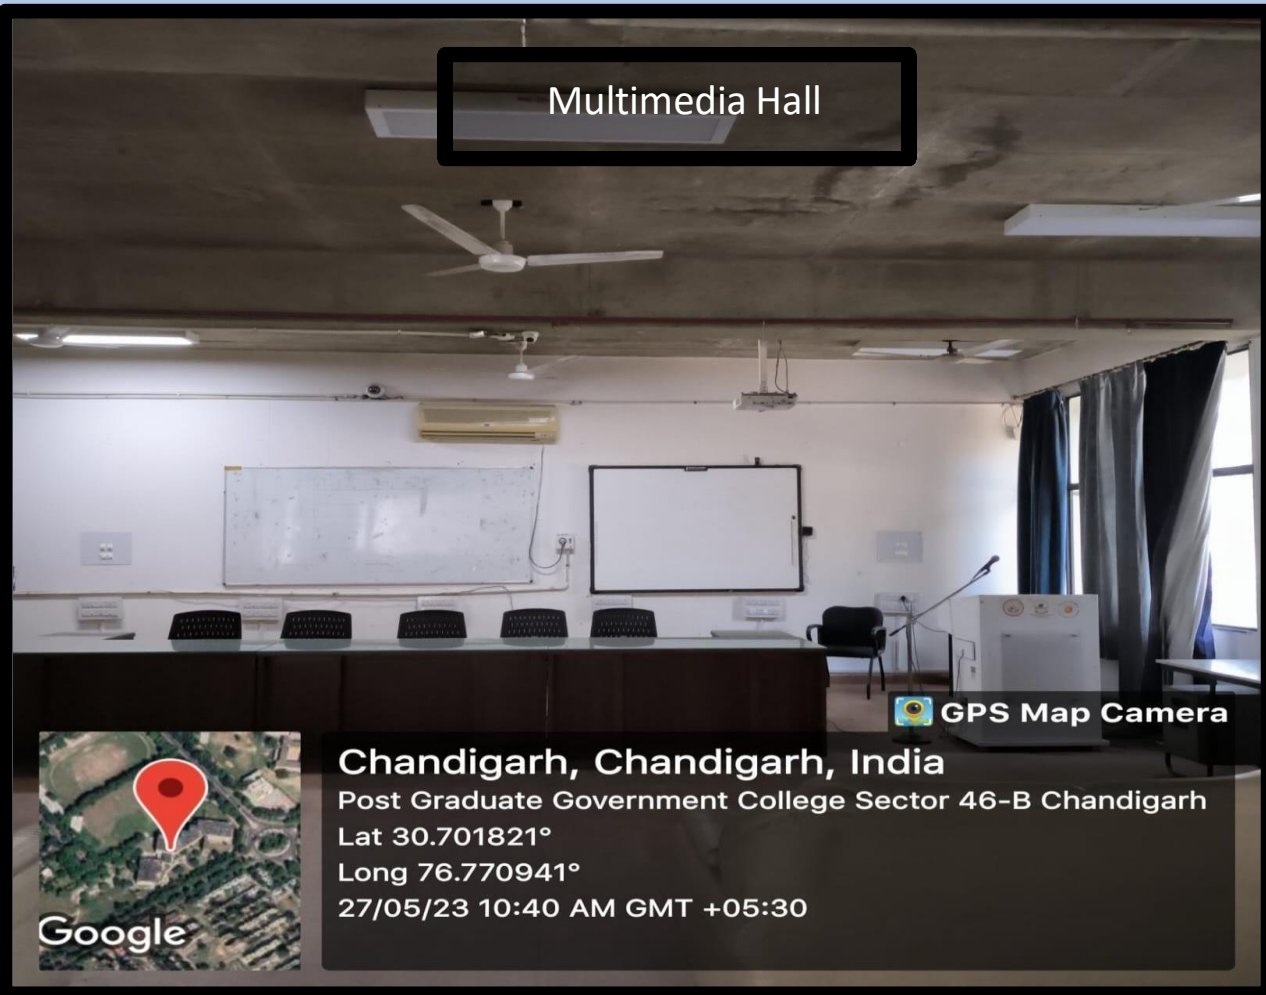 Multimedia Hall
GPS Map Camera
Chandigarh, Chandigarh, India
Post Graduate Government College Sector 46-B Chandigarh
Lat 30.701821°
Long 76.770941°
27/05/23 10:40 AM GMT +05:30
Google